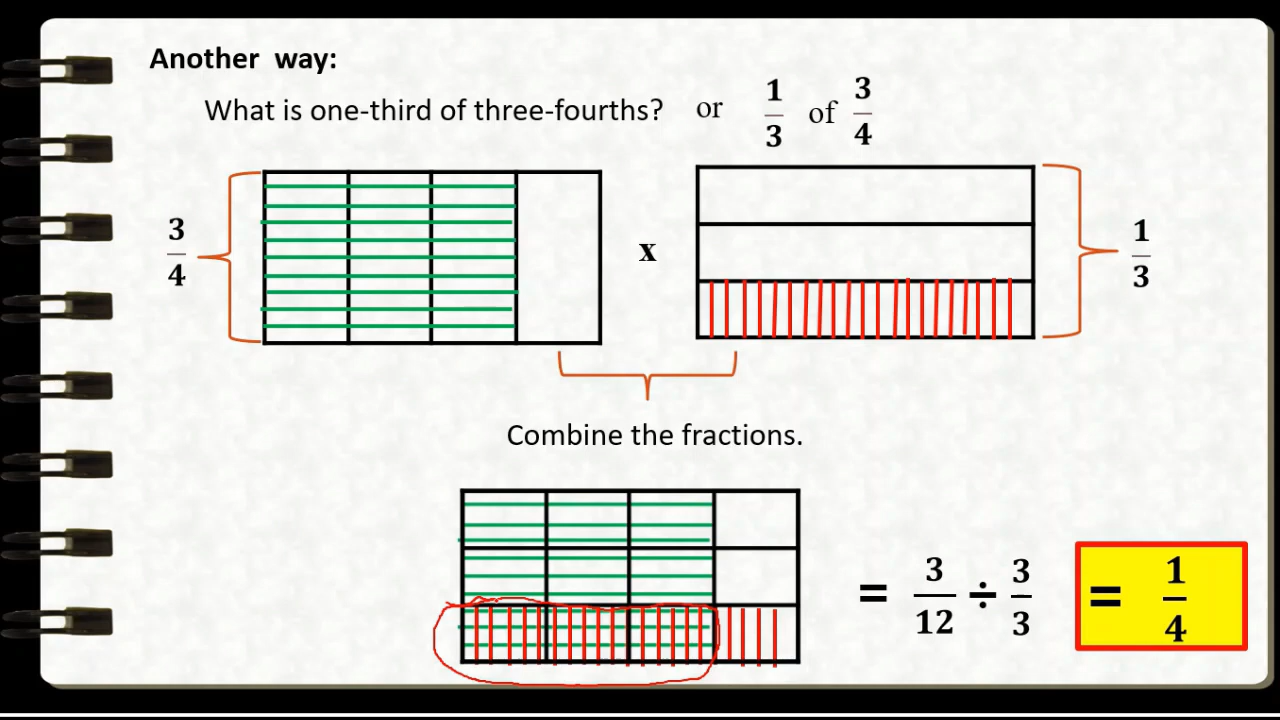 Another way:
What is one-third of three-fourths? or 1/3 of 3/4
3/4 x 1/3
Combine the fractions.
= 3/12 ÷ 3/3 = 1/4